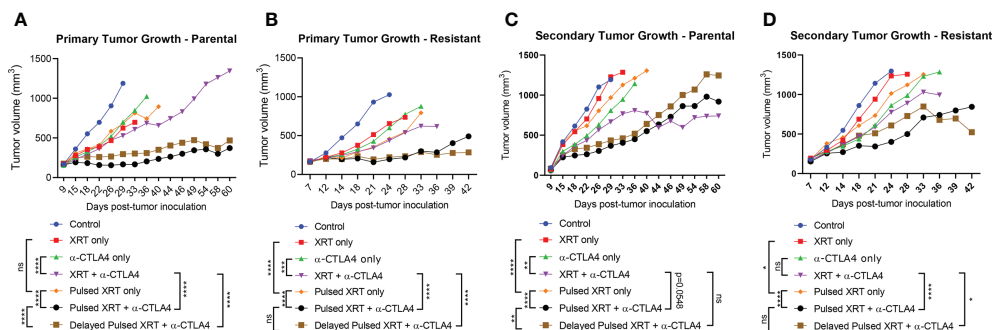 A
Primary Tumor Growth - Parental
Tumor volume (mm³)
1500
1000
500
0
9 15 18 22 26 29 33 36 40 44 46 49 54 58 60
Days post-tumor inoculation
Control
XRT only
α-CTLA4 only
XRT + α-CTLA4
Pulsed XRT only
Pulsed XRT + α-CTLA4
Delayed Pulsed XRT + α-CTLA4
ns
****
****
****
****
****
B
Primary Tumor Growth - Resistant
Tumor volume (mm³)
1500
1000
500
0
7 12 14 18 21 24 28 33 36 39 42
Days post-tumor inoculation
Control
XRT only
α-CTLA4 only
XRT + α-CTLA4
Pulsed XRT only
Pulsed XRT + α-CTLA4
Delayed Pulsed XRT + α-CTLA4
****
***
****
ns
****
****
C
Secondary Tumor Growth - Parental
Tumor volume (mm³)
1500
1000
500
0
9 15 18 22 26 29 33 36 40 44 46 49 54 58 60
Days post-tumor inoculation
Control
XRT only
α-CTLA4 only
XRT + α-CTLA4
Pulsed XRT only
Pulsed XRT + α-CTLA4
Delayed Pulsed XRT + α-CTLA4
****
**
****
**
p=0.0548
ns
D
Secondary Tumor Growth - Resistant
Tumor volume (mm³)
1500
1000
500
0
7 12 14 18 21 24 28 33 36 39 42
Days post-tumor inoculation
Control
XRT only
α-CTLA4 only
XRT + α-CTLA4
Pulsed XRT only
Pulsed XRT + α-CTLA4
Delayed Pulsed XRT + α-CTLA4
*
ns
****
ns
****
*